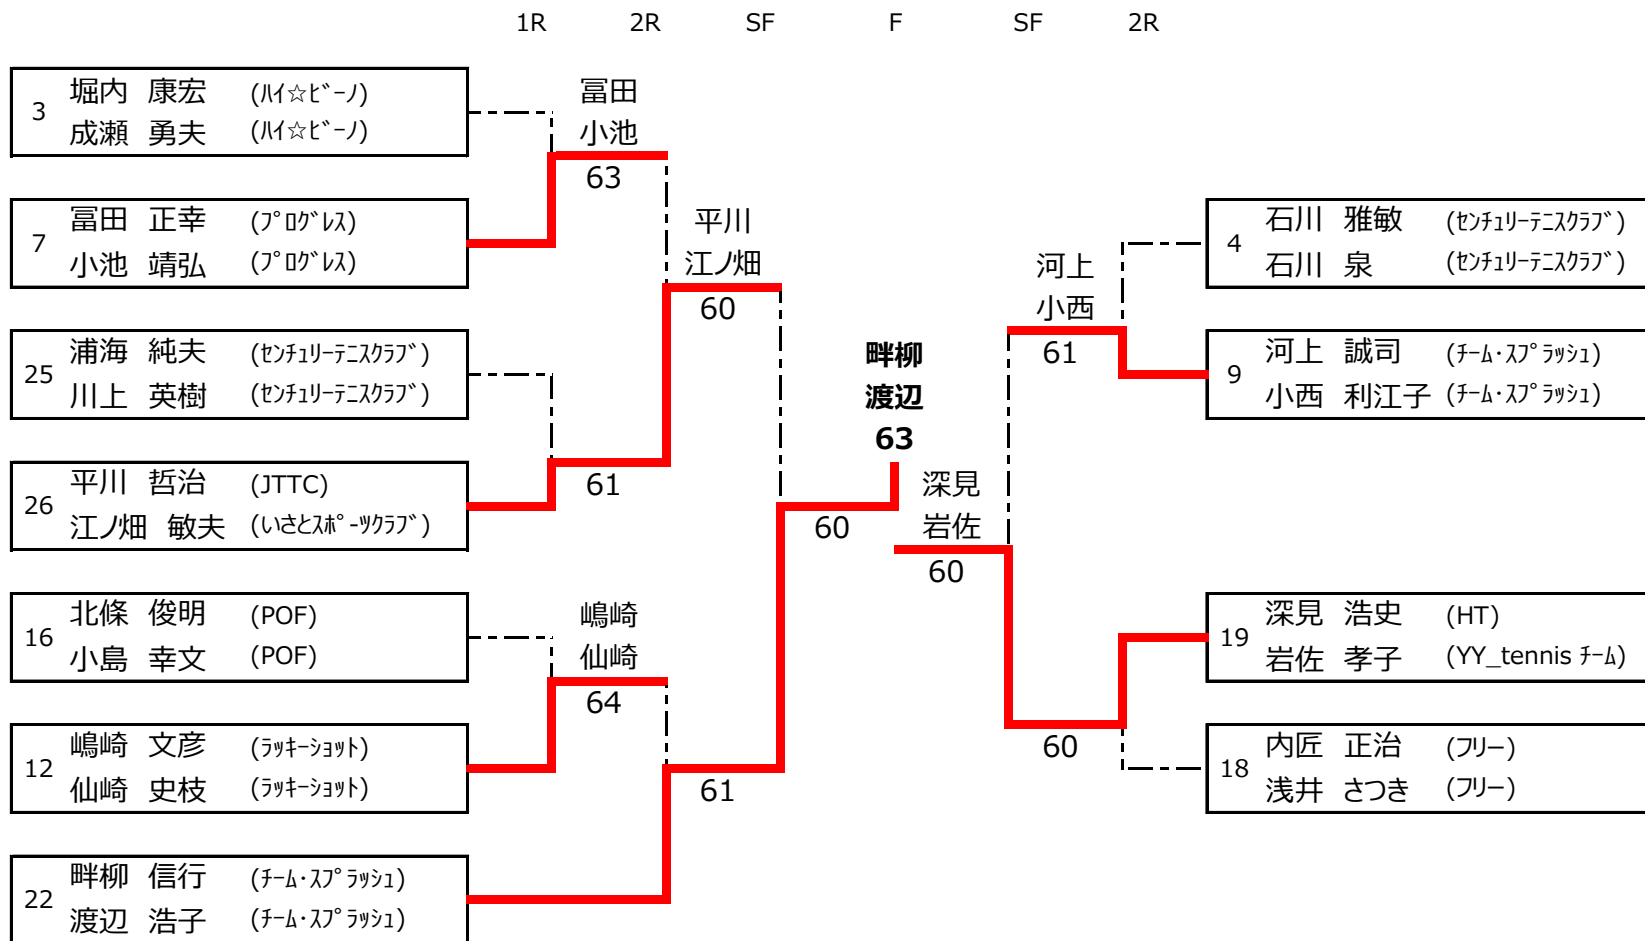 1R 2R SF F SF 2R
3 堀内 康宏 (ﾊｲ☆ﾋﾞｰﾉ)
成瀬 勇夫 (ﾊｲ☆ﾋﾞｰﾉ)
冨田
小池
63
7 冨田 正幸 (ﾌﾟﾛｸﾞﾚｽ)
小池 靖弘 (ﾌﾟﾛｸﾞﾚｽ)
平川
江ノ畑
60
25 浦海 純夫 (ｾﾝﾁｭﾘｰﾃﾆｽｸﾗﾌﾞ)
川上 英樹 (ｾﾝﾁｭﾘｰﾃﾆｽｸﾗﾌﾞ)
61
26 平川 哲治 (JTTC)
江ノ畑 敏夫 (いさとｽﾎﾟｰﾂｸﾗﾌﾞ)
60
16 北條 俊明 (POF)
小島 幸文 (POF)
嶋崎
仙崎
64
12 嶋崎 文彦 (ﾗｯｷｰｼｮｯﾄ)
仙崎 史枝 (ﾗｯｷｰｼｮｯﾄ)
61
22 畔柳 信行 (ﾁｰﾑ･ｽﾌﾟﾗｯｼｭ)
渡辺 浩子 (ﾁｰﾑ･ｽﾌﾟﾗｯｼｭ)
畔柳
渡辺
63
深見
岩佐
60
河上
小西
61
4 石川 雅敏 (ｾﾝﾁｭﾘｰﾃﾆｽｸﾗﾌﾞ)
石川 泉 (ｾﾝﾁｭﾘｰﾃﾆｽｸﾗﾌﾞ)
9 河上 誠司 (ﾁｰﾑ･ｽﾌﾟﾗｯｼｭ)
小西 利江子 (ﾁｰﾑ･ｽﾌﾟﾗｯｼｭ)
19 深見 浩史 (HT)
岩佐 孝子 (YY_tennis ﾁｰﾑ)
60
18 内匠 正治 (ﾌﾘｰ)
浅井 さつき (ﾌﾘｰ)